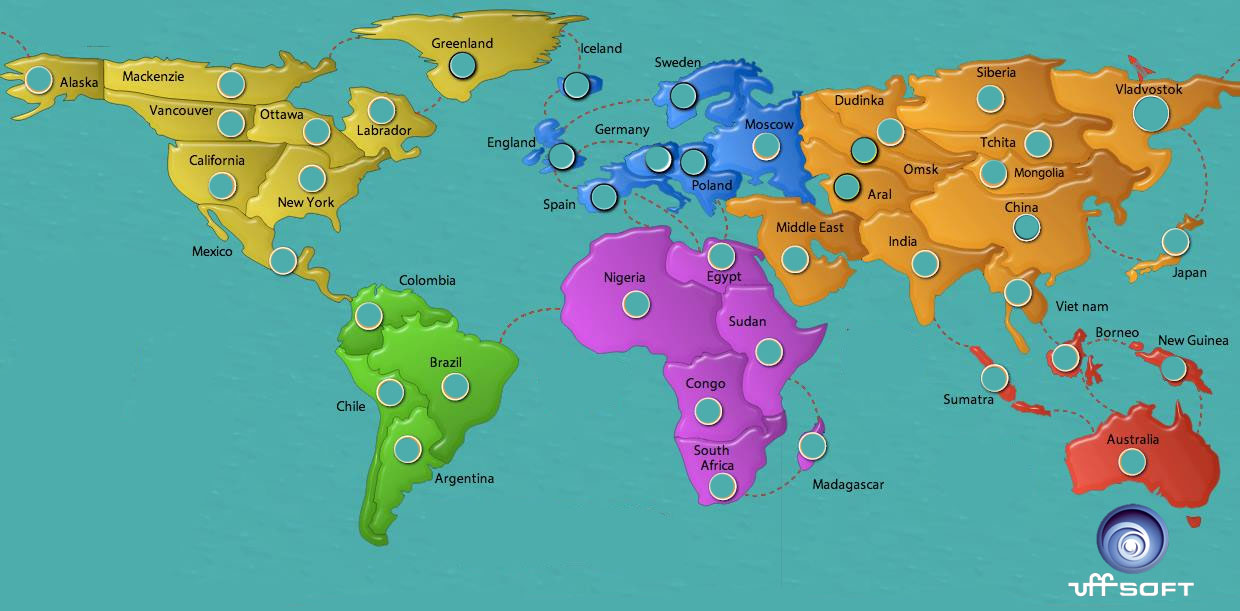 Greenland
Iceland
Alaska
Mackenzie
Vancouver
Ottawa
Labrador
California
New York
Mexico
Sweden
England
Germany
Moscow
Spain
Poland
Siberia
Dudinka
Vladvostok
Tchita
Omsk
Mongolia
Aral
China
Middle East
India
Japan
Viet nam
Colombia
Brazil
Chile
Argentina
Nigeria
Egypt
Sudan
Congo
South
Africa
Madagascar
Borneo
New Guinea
Sumatra
Australia
uffSOFT